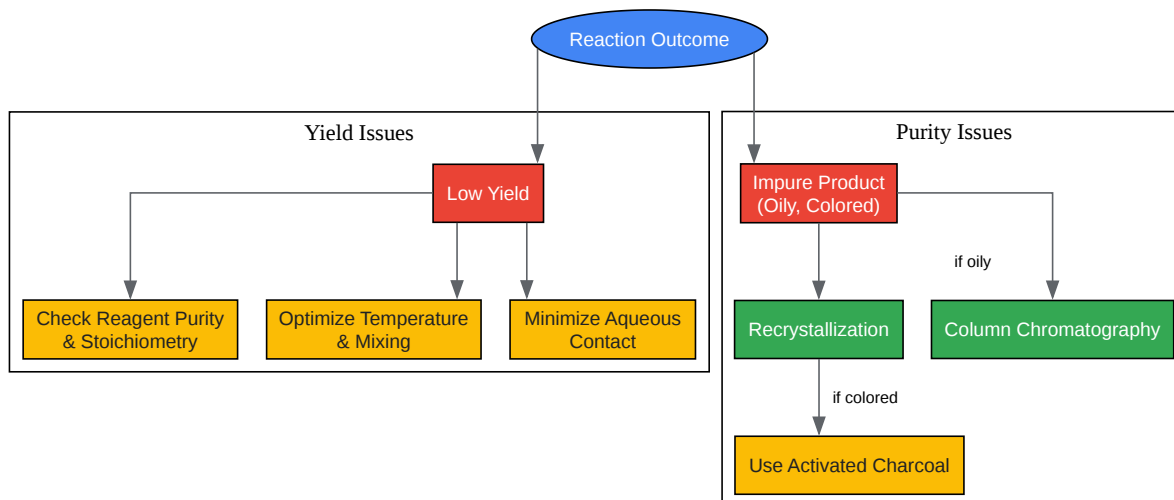 Reaction Outcome
Yield Issues
Low Yield
Check Reagent Purity
& Stoichiometry
Optimize Temperature
& Mixing
Minimize Aqueous
Contact
Purity Issues
Impure Product
(Oily, Colored)
if oily
Recrystallization
Column Chromatography
if colored
Use Activated Charcoal